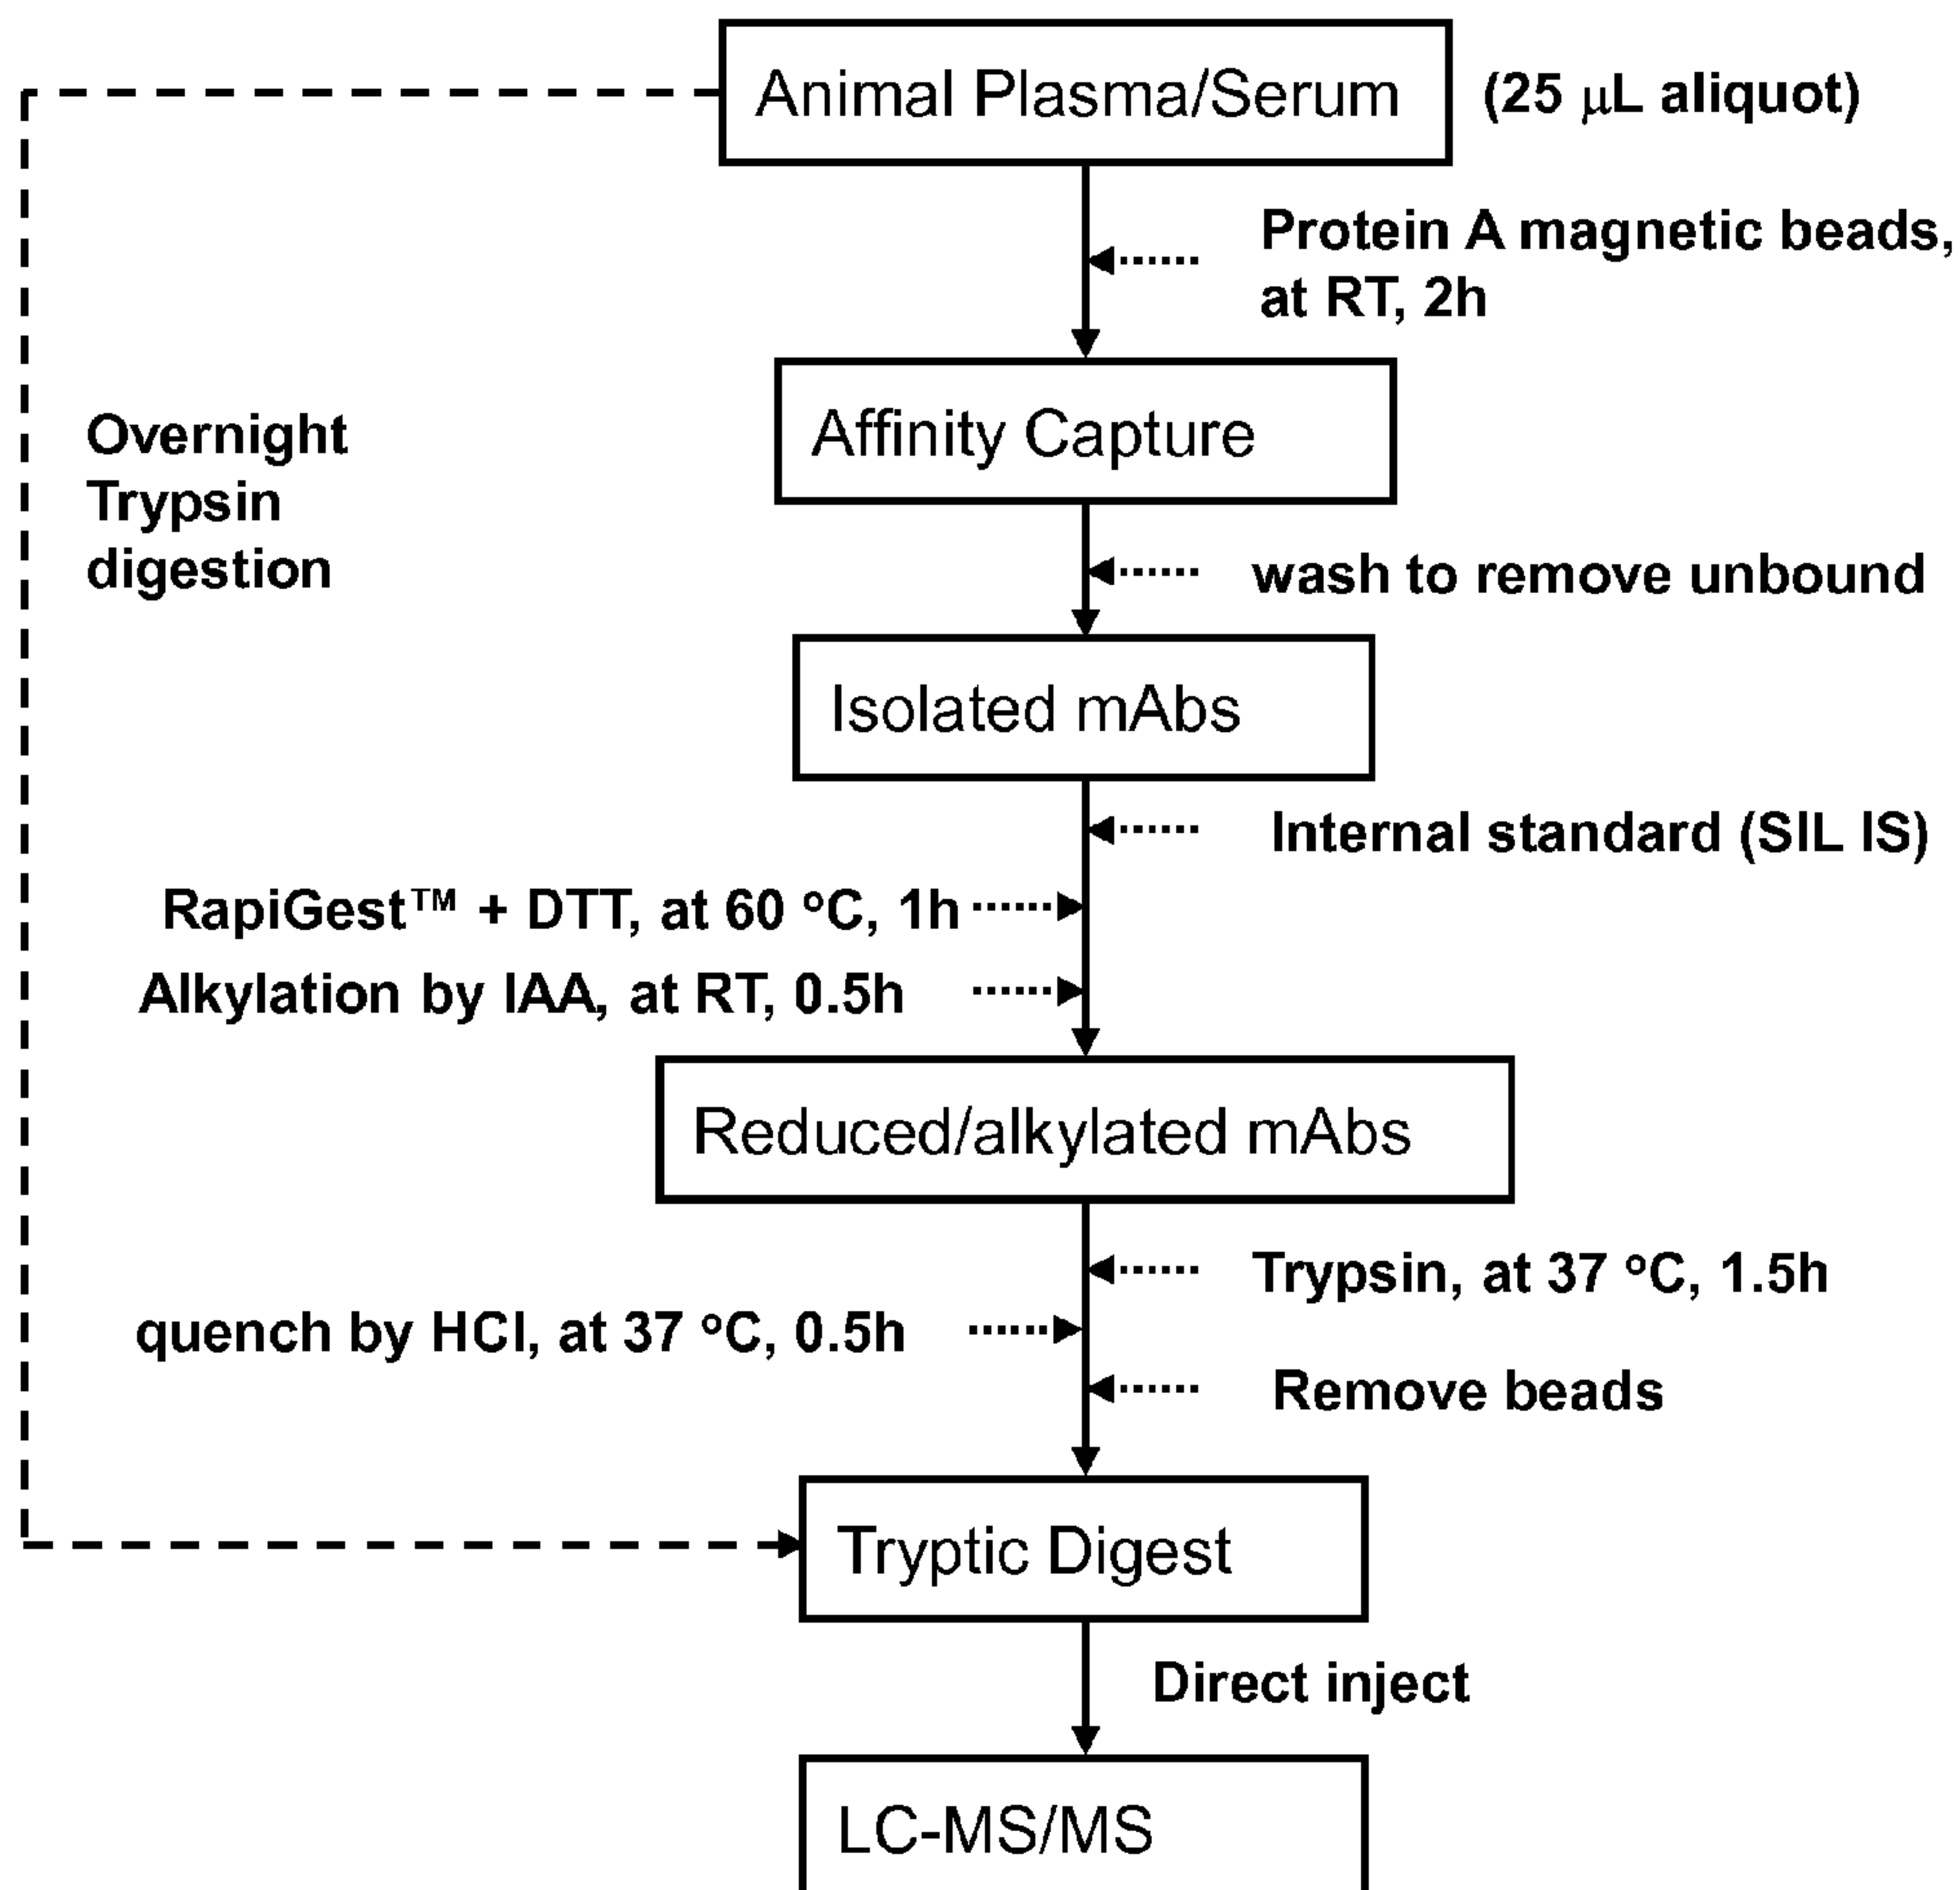 Animal Plasma/Serum
(25 μL aliquot)
Protein A magnetic beads,
at RT, 2h
Affinity Capture
Overnight
Trypsin
digestion
wash to remove unbound
Isolated mAbs
Internal standard (SIL IS)
RapiGest™ + DTT, at 60 °C, 1h
Alkylation by IAA, at RT, 0.5h
Reduced/alkylated mAbs
Trypsin, at 37 °C, 1.5h
quench by HCl, at 37 °C, 0.5h
Remove beads
Tryptic Digest
Direct inject
LC-MS/MS